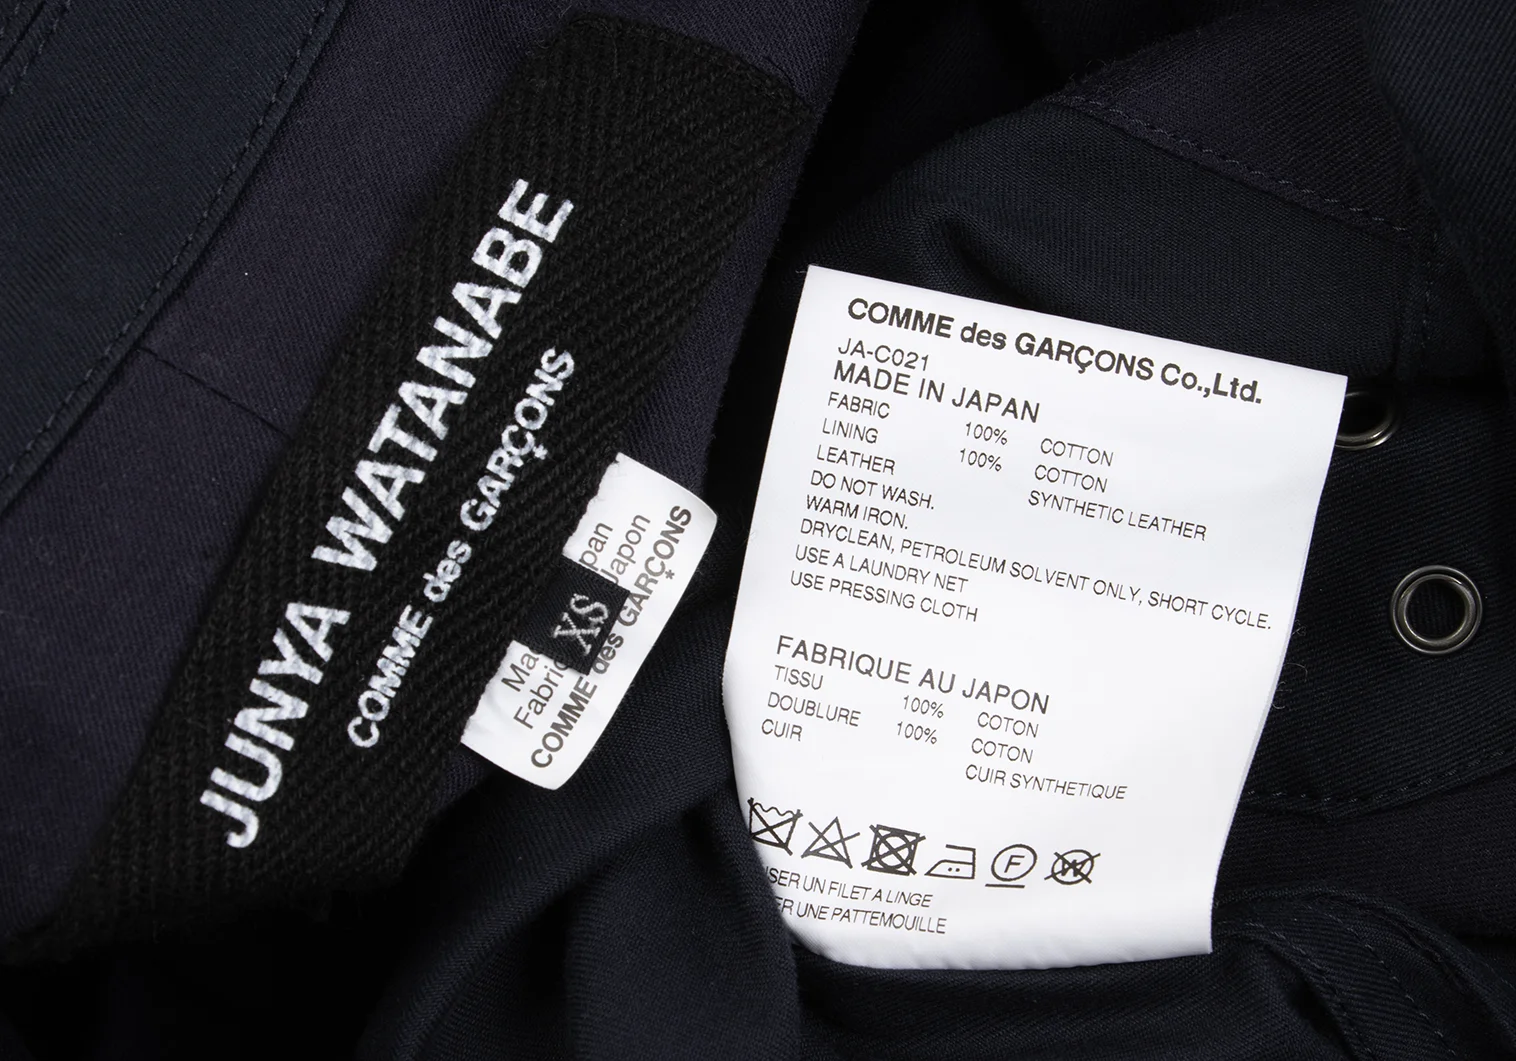 JUNYA WATANABE
COMME des GARÇONS
XS
Japon
COMME des GARÇONS
COMME des GARÇONS Co.,Ltd.
JA-C021
MADE IN JAPAN
FABRIC 100% COTTON
LINING 100% COTTON
LEATHER SYNTHETIC LEATHER
DO NOT WASH.
WARM IRON.
DRYCLEAN, PETROLEUM SOLVENT ONLY, SHORT CYCLE.
USE A LAUNDRY NET
USE PRESSING CLOTH
FABRIQUE AU JAPON
TISSU 100% COTON
DOUBLURE 100% COTON
CUIR CUIR SYNTHETIQUE
F W
UN FILET A LINGE
UNE PATTEMOUILLE